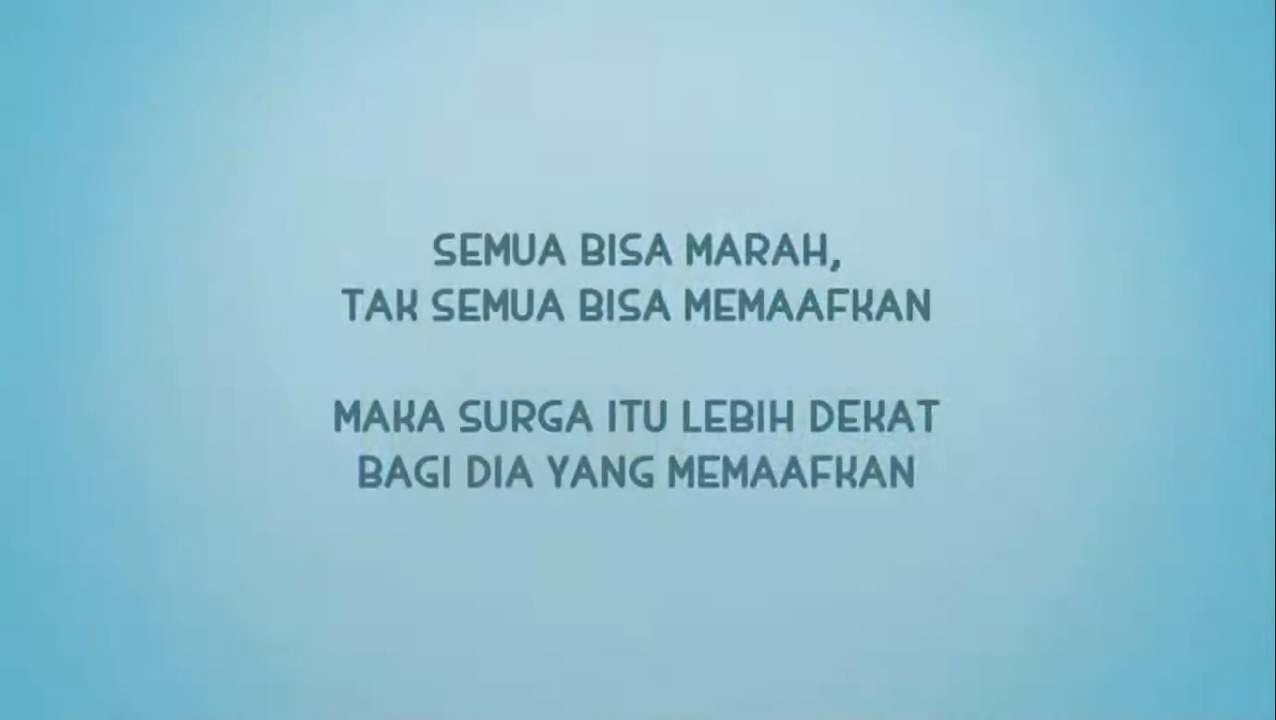 SEMUA BISA MARAH,
TAK SEMUA BISA MEMAAFKAN
MAKA SURGA ITU LEBIH DEKAT
BAGI DIA YANG MEMAAFKAN